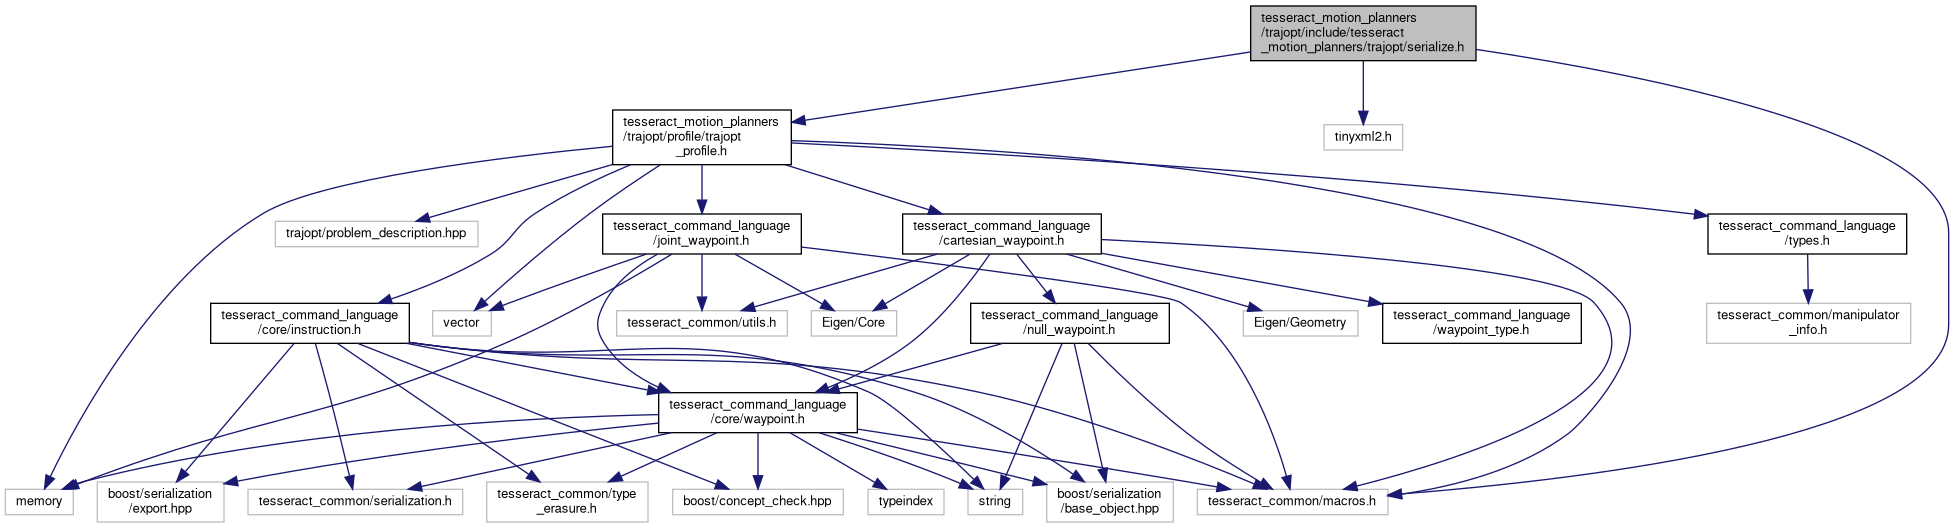 tesseract_motion_planners
/trajopt/include/tesseract
_motion_planners/trajopt/serialize.h
tesseract_motion_planners
/trajopt/profile/trajopt
_profile.h
tinyxml2.h
trajopt/problem_description.hpp
tesseract_command_language
/joint_waypoint.h
tesseract_command_language
/cartesian_waypoint.h
tesseract_command_language
/types.h
tesseract_command_language
/core/instruction.h
vector
tesseract_common/utils.h
Eigen/Core
tesseract_command_language
/null_waypoint.h
Eigen/Geometry
tesseract_command_language
/waypoint_type.h
tesseract_common/manipulator
_info.h
tesseract_command_language
/core/waypoint.h
memory
boost/serialization
/export.hpp
tesseract_common/serialization.h
tesseract_common/type
_erasure.h
boost/concept_check.hpp
typeindex
string
boost/serialization
/base_object.hpp
tesseract_common/macros.h